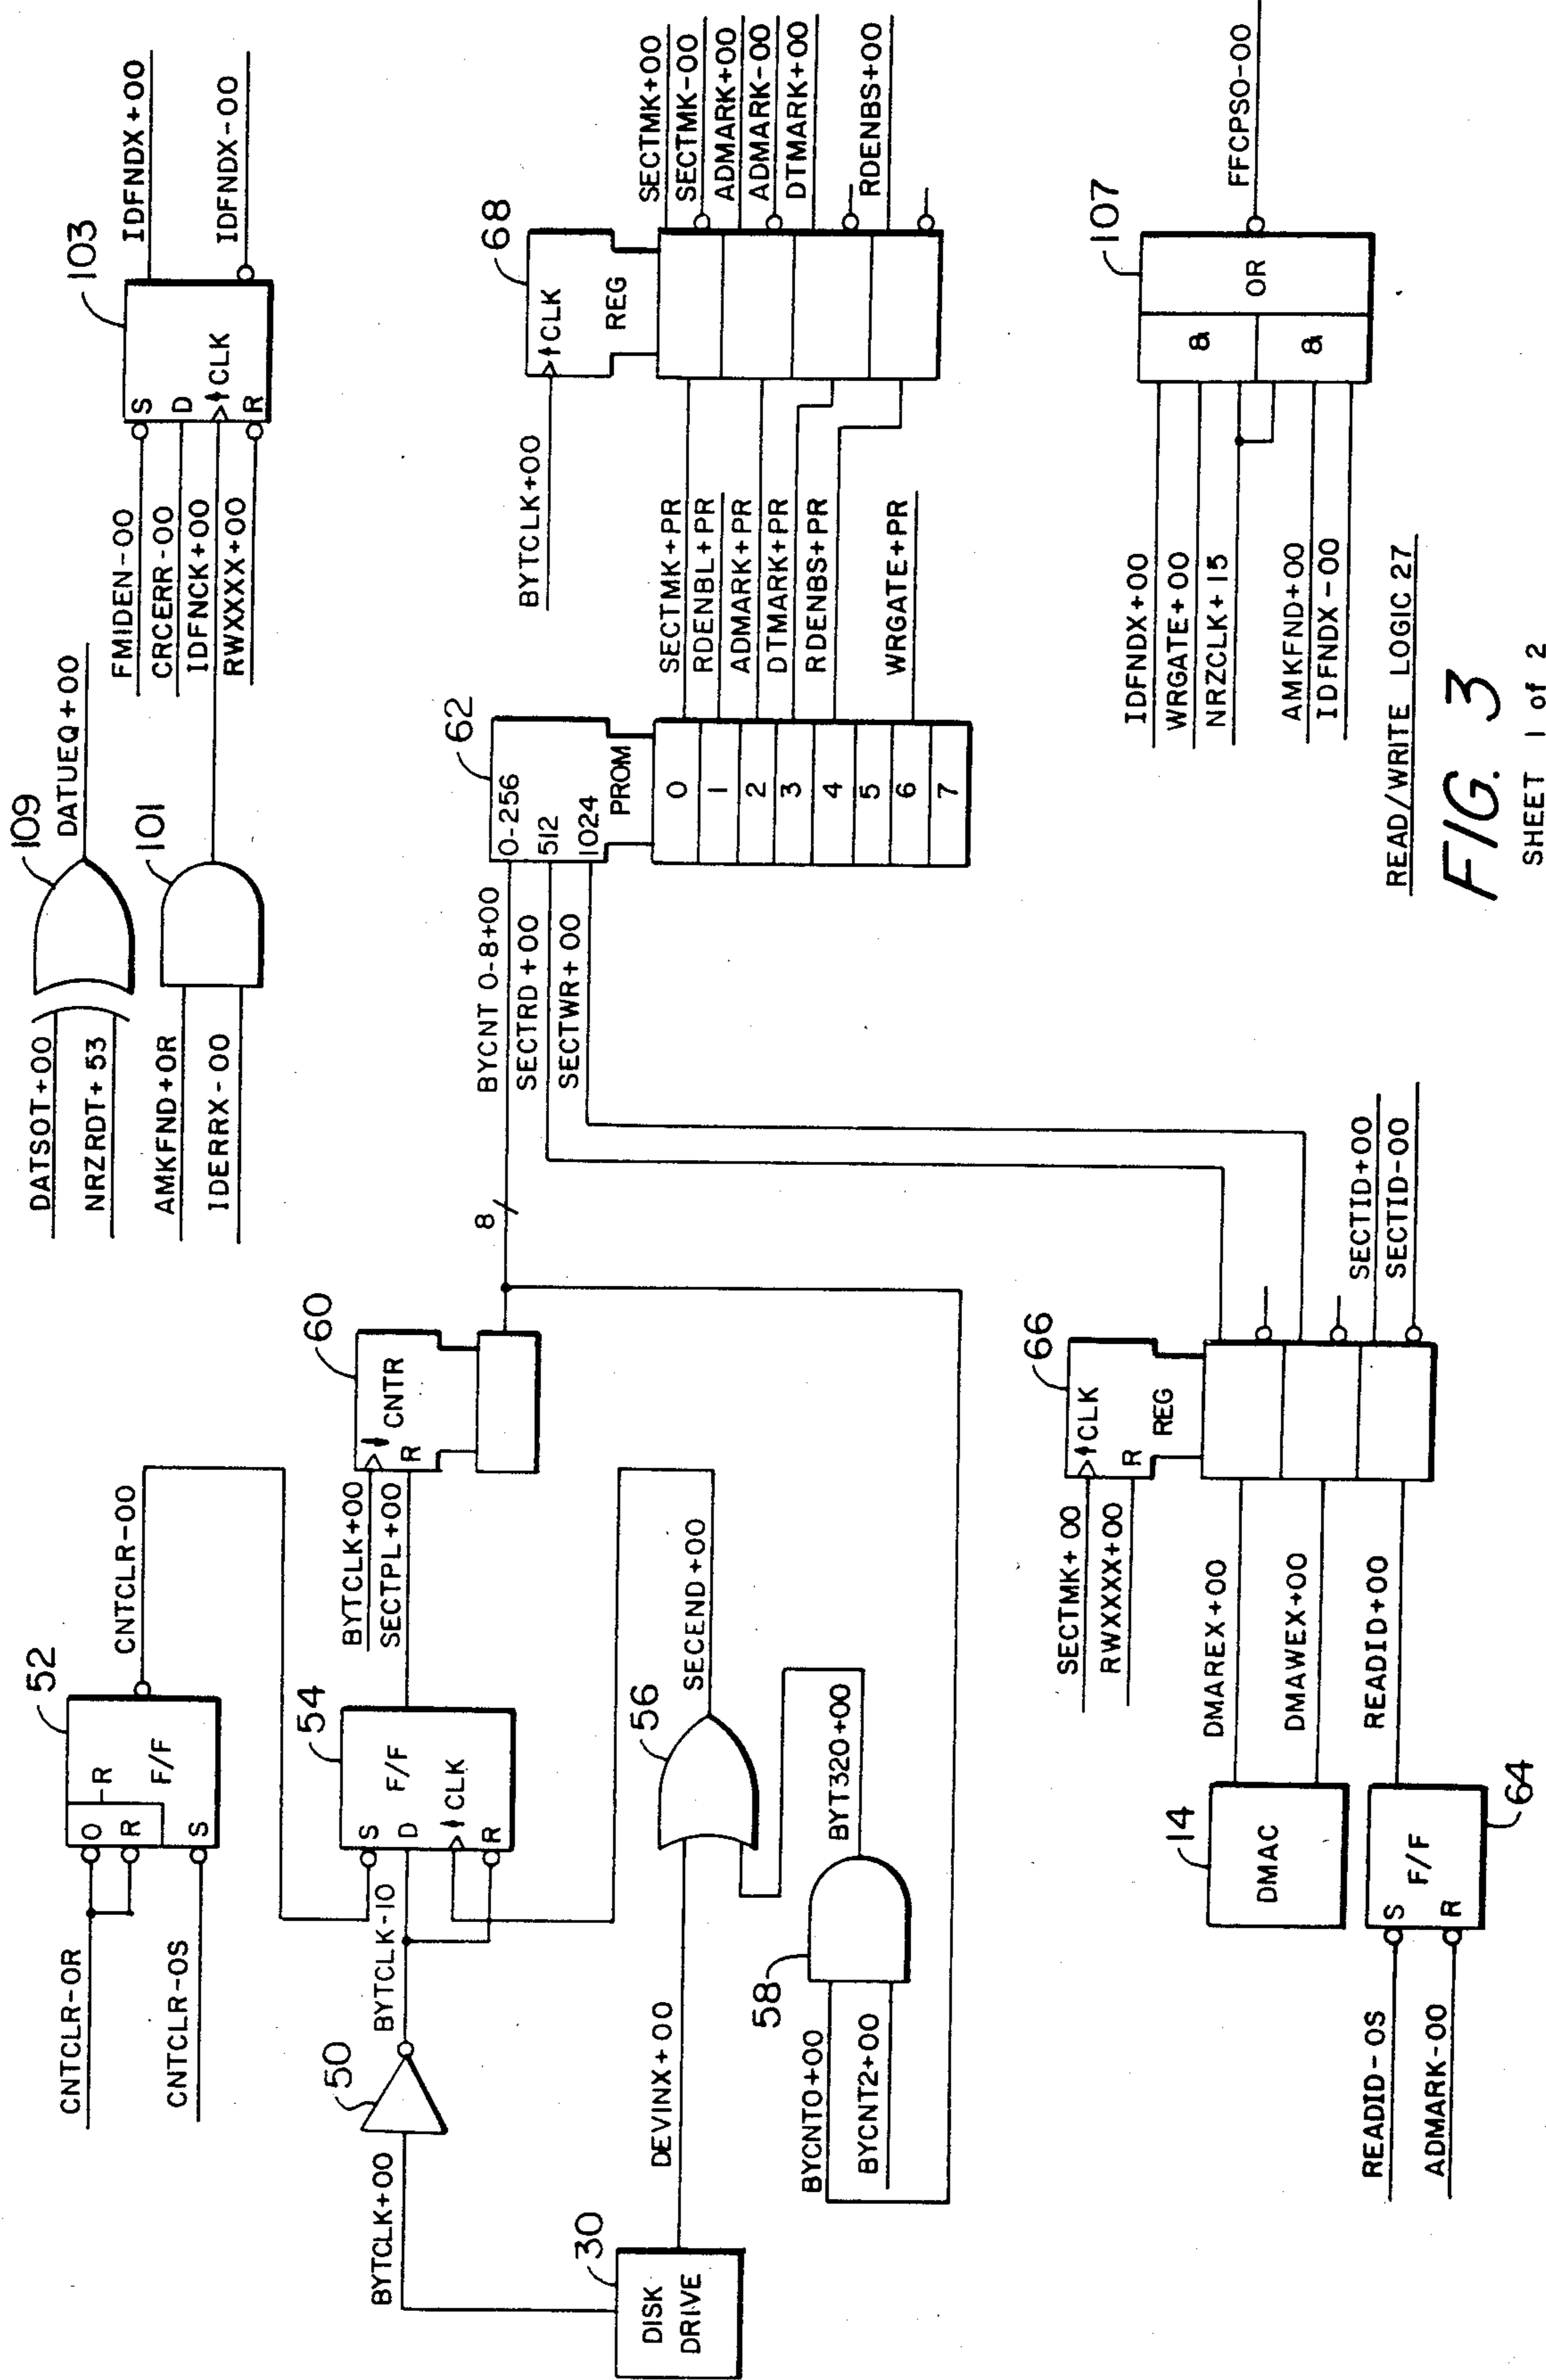 109
DATSOT+00
NRZRDT+53
DATUEQ+00
101
AMKFND+OR
IDERRX-00
103
FMIDEN-00
CRCERR-00
IDFNCK+00
RWXXXX+00
S
D
CLK
R
IDFNDX+00
IDFNDX-00
52
CNTCLR-OR
CNTCLR-OS
O
R
R
F/F
S
CNTCLR-00
50
BYTCLK+00
BYTCLK-10
54
S
D
F/F
CLK
R
60
BYTCLK+00
SECTPL+00
CNTR
R
8
BYCNT 0-8+00
SECTRD+00
SECTWR+00
62
0-256
512
1024
PROM
0
1
2
3
4
5
6
7
SECTMK+PR
RDENBL+PR
ADMARK+PR
DTMARK+PR
RDENBS+PR
WRGATE+PR
68
BYTCLK+00
CLK
REG
SECTMK+00
SECTMK-00
ADMARK+00
ADMARK-00
DTMARK+00
RDENBS+00
30
DISK
DRIVE
DEVINX+00
56
SECEND+00
58
BYCNT0+00
BYCNT2+00
BYT320+00
66
SECTMK+00
RWXXXX+00
CLK
R
REG
14
DMAC
DMAREX+00
DMAWEX+00
READID+00
64
READID-OS
ADMARK-00
S
F/F
R
SECTID+00
SECTID-00
107
IDFNDX+00
WRGATE+00
NRZCLK+15
AMKFND+00
IDFNDX-00
&
&
OR
FFCPSO-00
READ/WRITE LOGIC 27
FIG. 3
SHEET 1 of 2